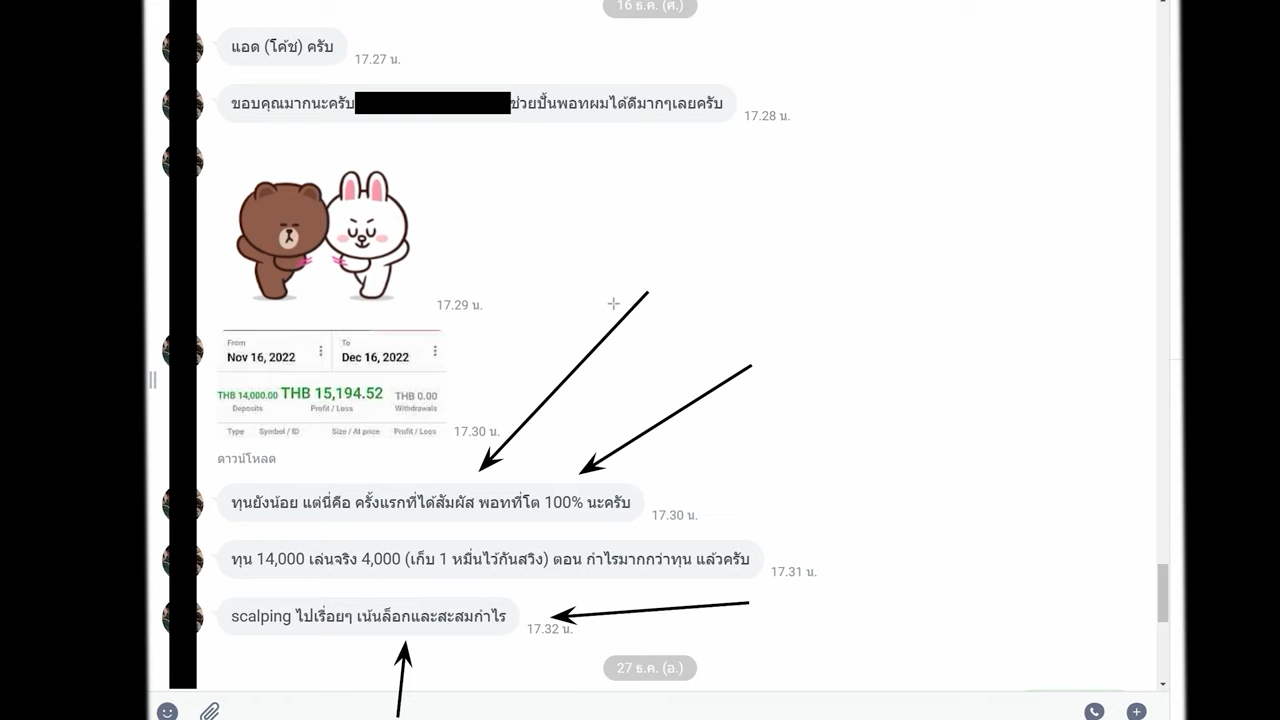 16 ธ.ค. (ศ.)
แอด (โค้ช) ครับ
17.27 น.
ขอบคุณมากนะครับ ช่วยปั้นพอทผมได้ดีมากๆเลยครับ
17.28 น.
17.29 น.
From To
Nov 16, 2022 Dec 16, 2022
THB 14,000.00 THB 15,194.52 THB 0.00
Deposits Profit / Loss Withdrawals
Type Symbol / ID Size / At price Profit / Loss
17.30 น.
ดาวน์โหลด
ทุนยังน้อย แต่นี่คือ ครั้งแรกที่ได้สัมผัส พอทที่โต 100% นะครับ
17.30 น.
ทุน 14,000 เล่นจริง 4,000 (เก็บ 1 หมื่นไว้กันสวิง) ตอน กำไรมากกว่าทุน แล้วครับ
17.31 น.
scalping ไปเรื่อยๆ เน้นล็อกและสะสมกำไร
17.32 น.
27 ธ.ค. (อ.)